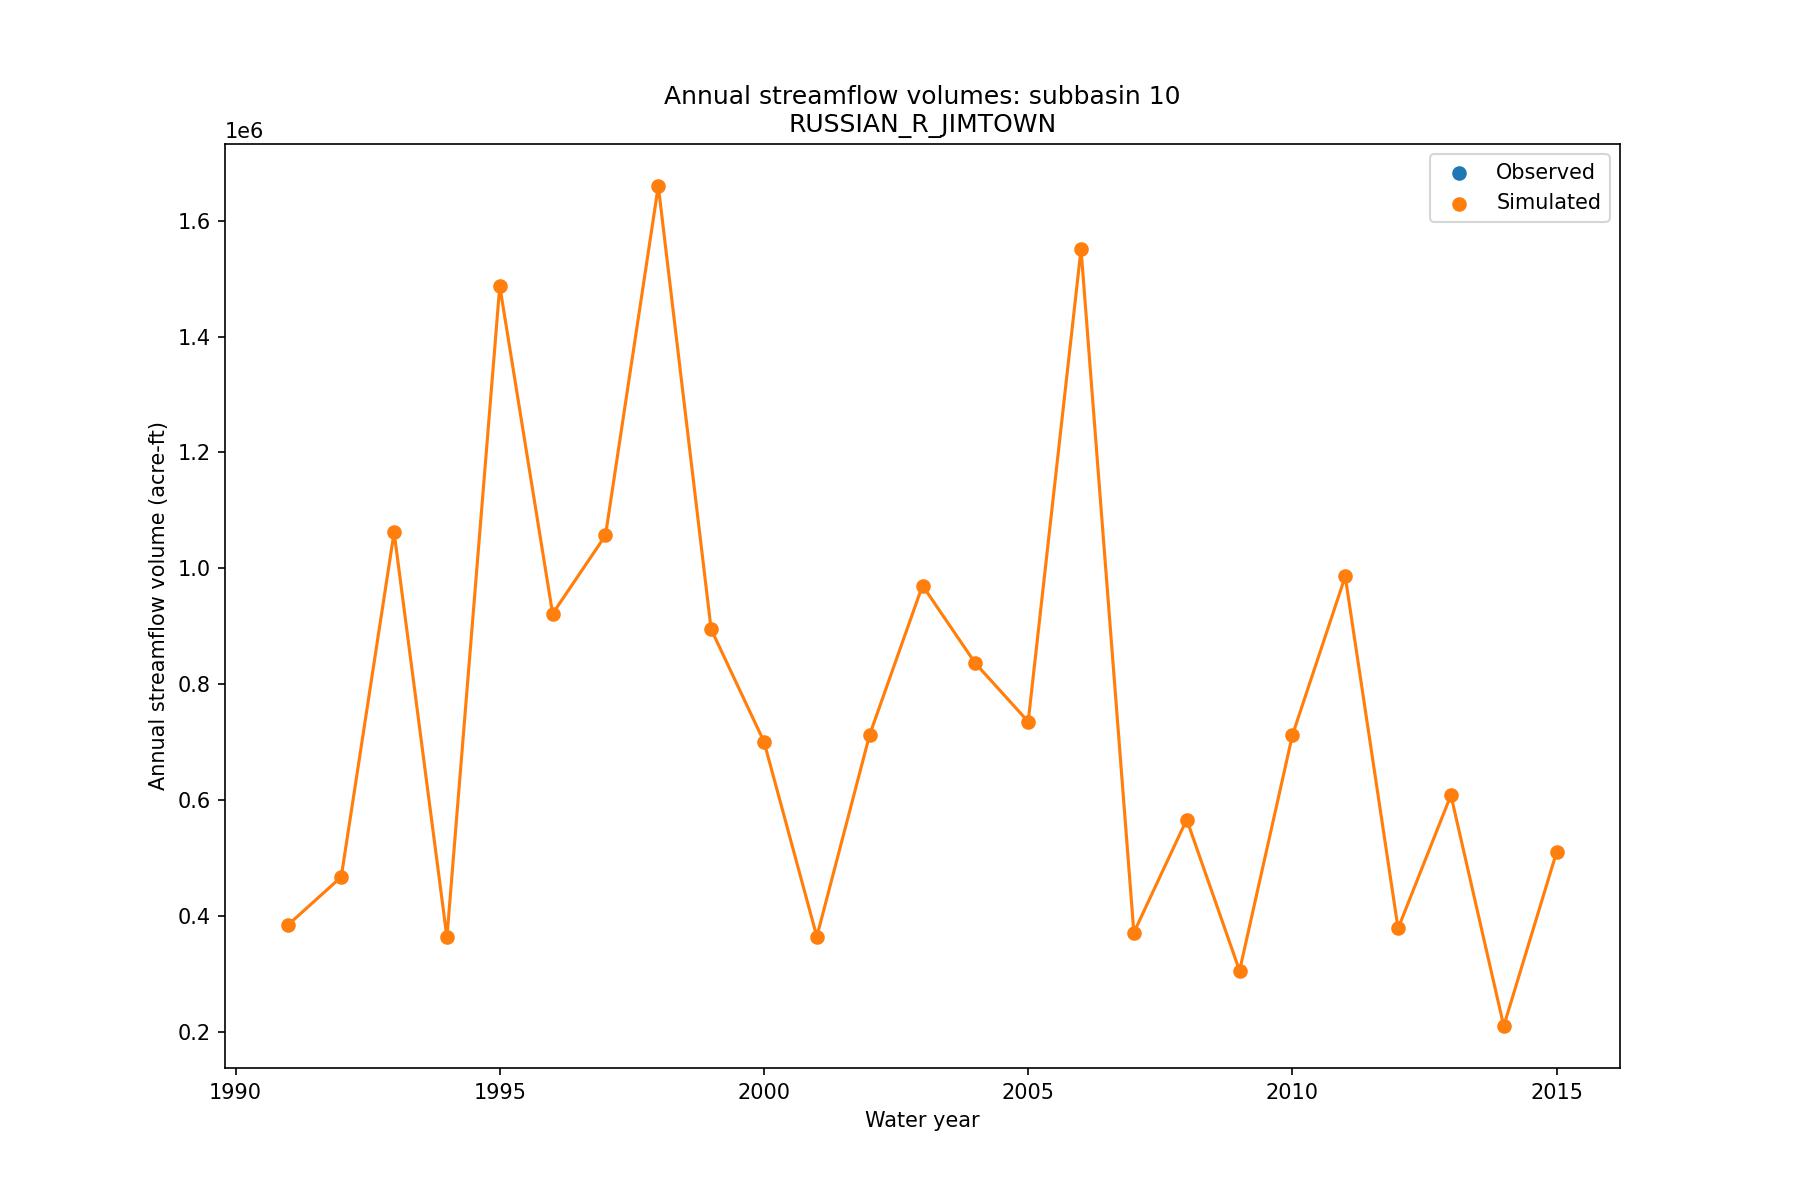 Annual streamflow volumes: subbasin 10
RUSSIAN_R_JIMTOWN
1e6
Observed
Simulated
1.6
1.4
1.2
1.0
0.8
0.6
0.4
0.2
Annual streamflow volume (acre-ft)
1990 1995 2000 2005 2010 2015
Water year